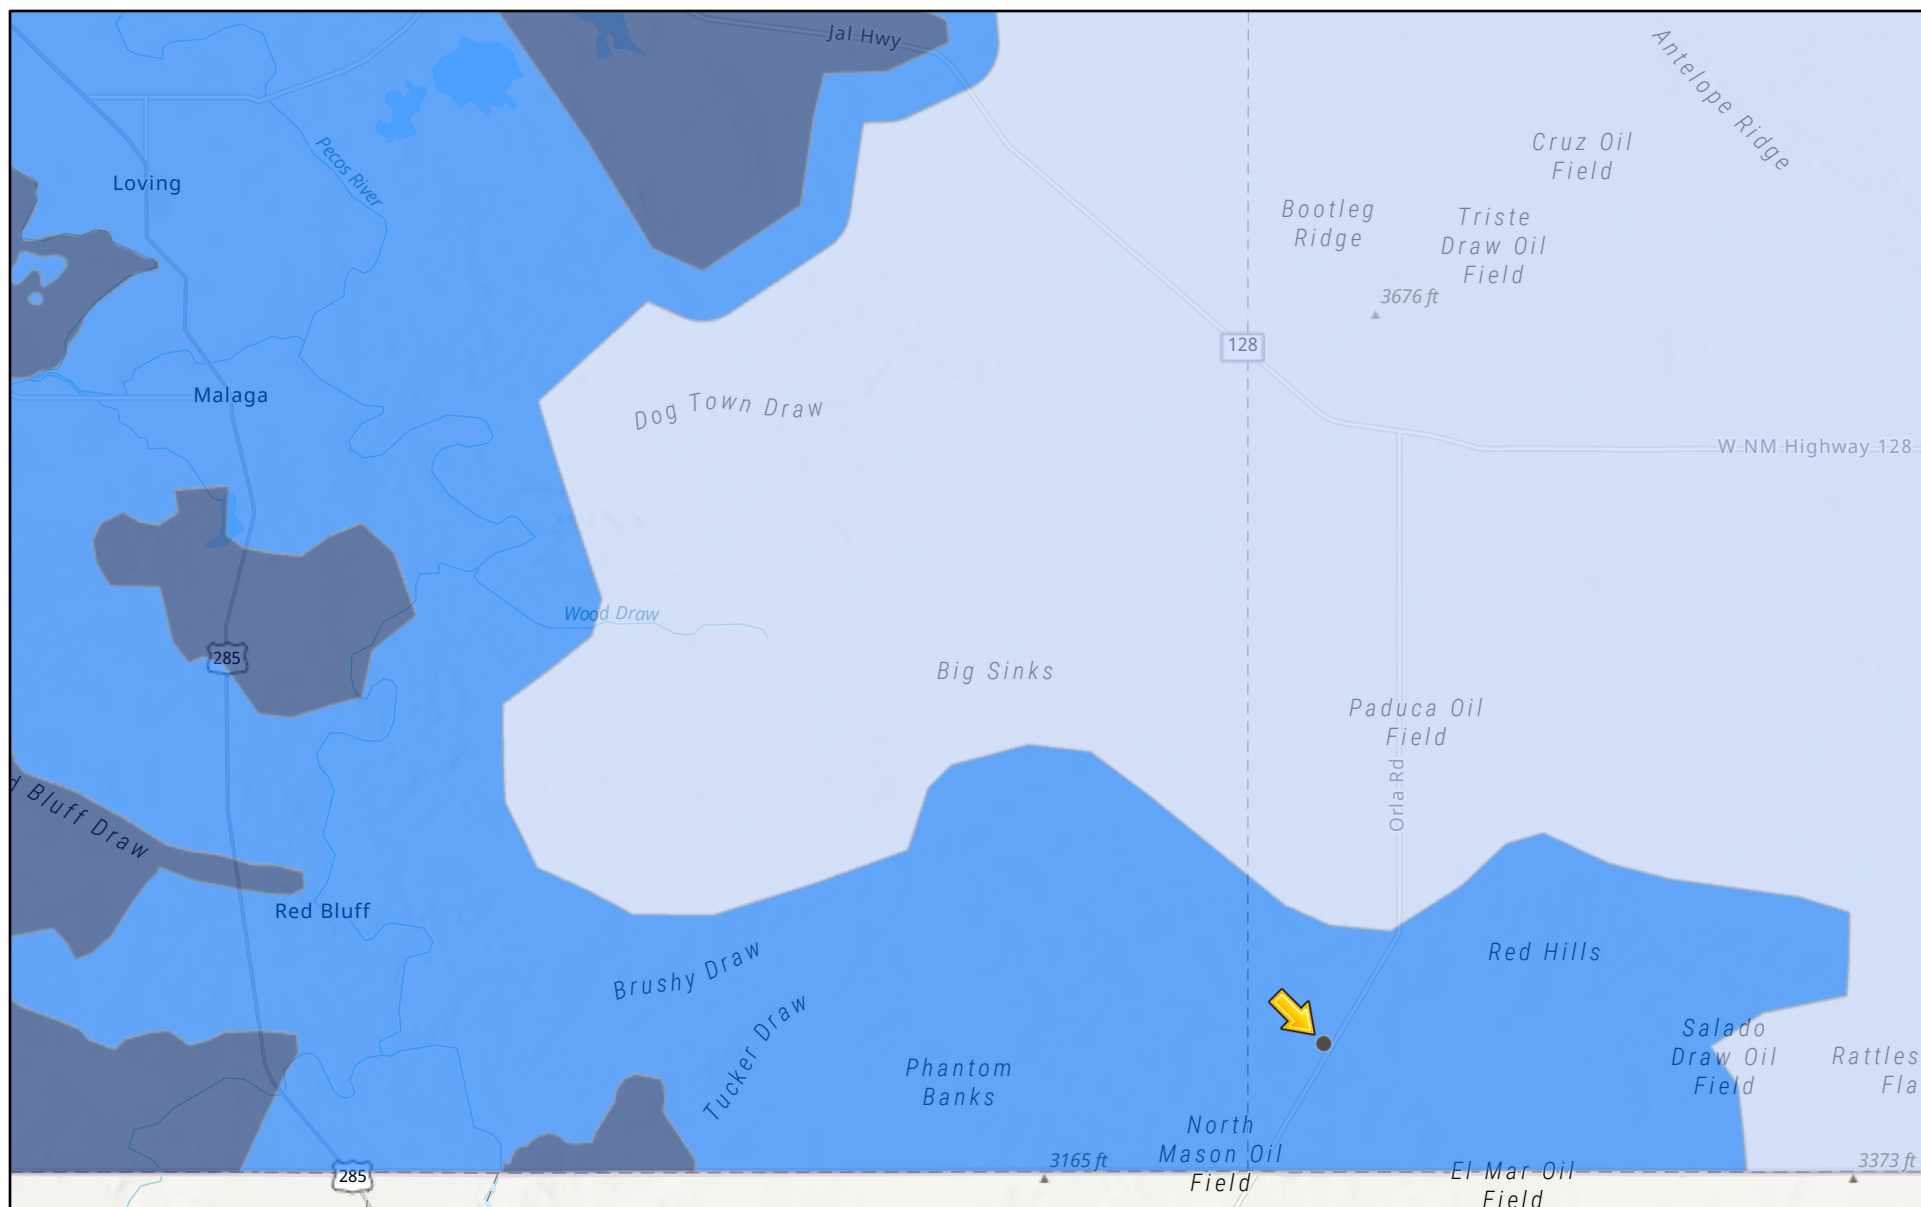 Jal Hwy
Antelope Ridge
Cruz Oil
Field
Pecos River
Loving
Bootleg
Ridge
Triste
Draw Oil
Field
3676 ft
128
Malaga
Dog Town Draw
W NM Highway 128
Wood Draw
285
Big Sinks
Paduca Oil
Field
Orla Rd
d Bluff Draw
Red Bluff
Brushy Draw
Red Hills
Tucker Draw
Phantom
Banks
Salado
Draw Oil
Field
Rattles
Fla
North
Mason Oil
Field
285
3165 ft
El Mar Oil
Field
3373 ft